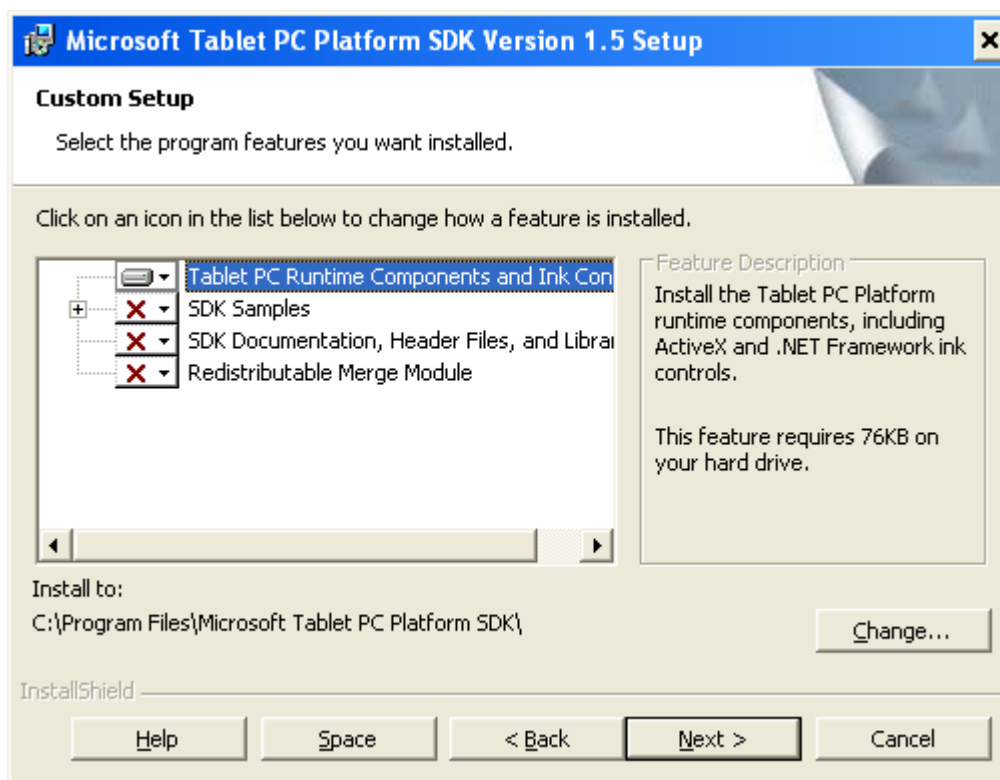 Microsoft Tablet PC Platform SDK Version 1.5 Setup
Custom Setup
Select the program features you want installed.
Click on an icon in the list below to change how a feature is installed.
Tablet PC Runtime Components and Ink Con
SDK Samples
SDK Documentation, Header Files, and Librar
Redistributable Merge Module
Feature Description
Install the Tablet PC Platform
runtime components, including
ActiveX and .NET Framework ink
controls.
This feature requires 76KB on
your hard drive.
Install to:
C:\Program Files\Microsoft Tablet PC Platform SDK\
Change...
InstallShield
Help
Space
< Back
Next >
Cancel